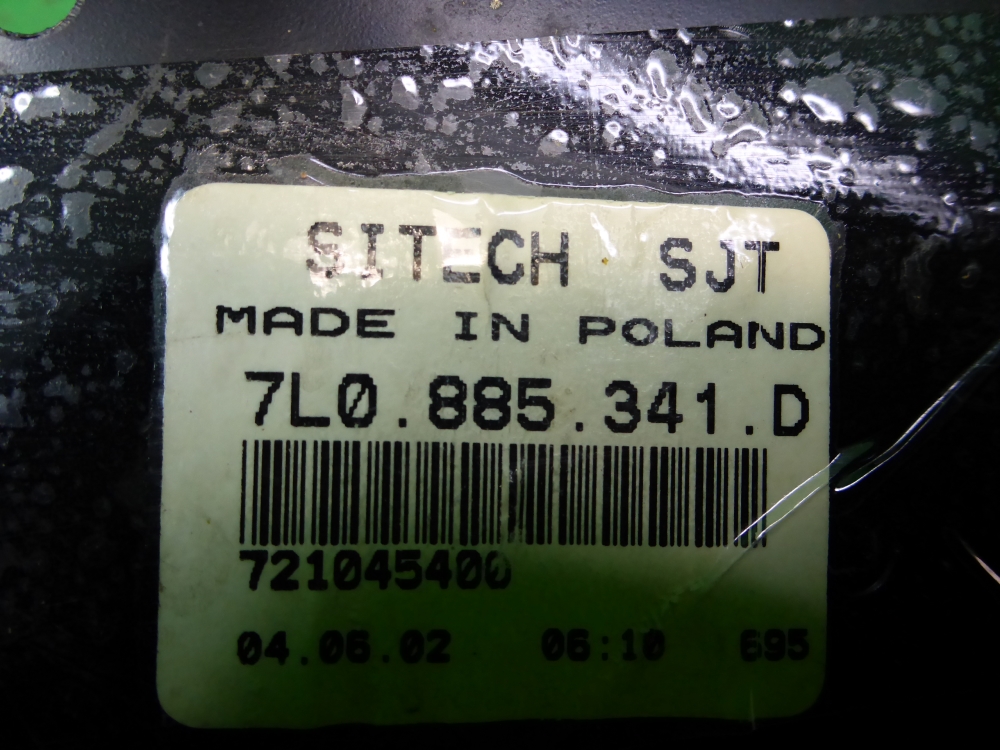 SITECH SJT
MADE IN POLAND
7L0.885.341.D
721045400
04.06.02 06:10 695